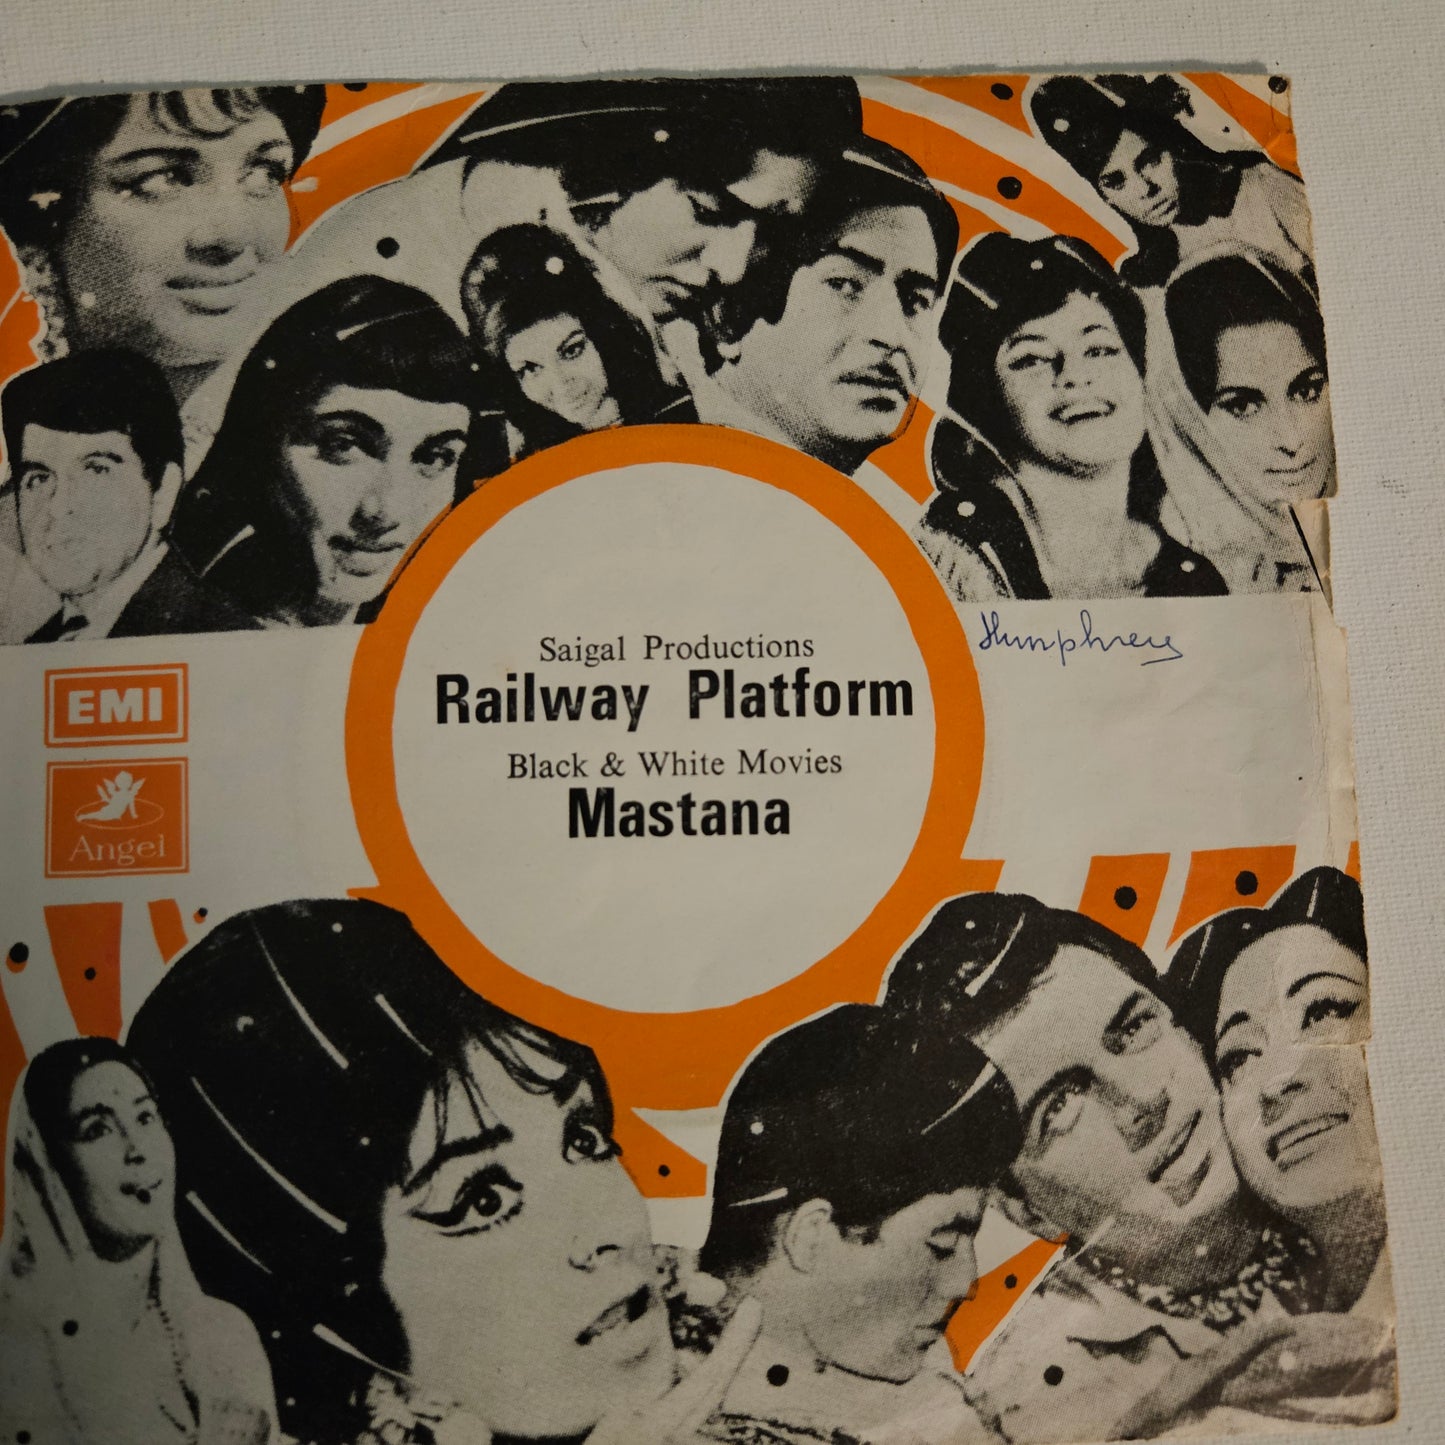 Saigal Productions
Railway Platform
Black & White Movies
Mastana
Humphrey
EMI
Angel